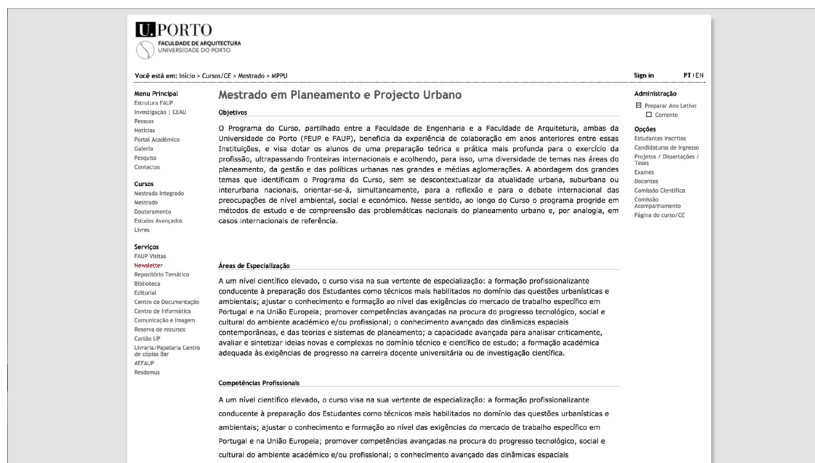 U. PORTO
FACULDADE DE ARQUITECTURA
UNIVERSIDADE DO PORTO
Você está em: Início > Cursos/CE > Mestrado > MPPU
Sign in
PT | EN
Menu Principal
Estrutura FAUP
Investigação | CEAU
Pessoas
Notícias
Portal Académico
Galeria
Pesquisa
Contactos
Cursos
Mestrado Integrado
Mestrado
Doutoramento
Estudos Avançados
Livres
Serviços
FAUP Visitas
Newsletter
Repositório Temático
Biblioteca
Editorial
Centro de Documentação
Centro de Informática
Comunicação e Imagem
Reserva de recursos
Cartão UP
Livraria/Papelaria Centro
de cópias Bar
AEFAUP
Resdomus
Mestrado em Planeamento e Projecto Urbano
Objetivos
O Programa do Curso, partilhado entre a Faculdade de Engenharia e a Faculdade de Arquitetura, ambas da
Universidade do Porto (FEUP e FAUP), beneficia da experiência de colaboração em anos anteriores entre essas
Instituições, e visa dotar os alunos de uma preparação teórica e prática mais profunda para o exercício da
profissão, ultrapassando fronteiras internacionais e acolhendo, para isso, uma diversidade de temas nas áreas do
planeamento, da gestão e das políticas urbanas nas grandes e médias aglomerações. A abordagem dos grandes
temas que identificam o Programa do Curso, sem se descontextualizar da atualidade urbana, suburbana ou
interurbana nacionais, orientar-se-á, simultaneamente, para a reflexão e para o debate internacional das
preocupações de nível ambiental, social e económico. Nesse sentido, ao longo do Curso o programa progride em
métodos de estudo e de compreensão das problemáticas nacionais do planeamento urbano e, por analogia, em
casos internacionais de referência.
Áreas de Especialização
A um nível científico elevado, o curso visa na sua vertente de especialização: a formação profissionalizante
conducente à preparação dos Estudantes como técnicos mais habilitados no domínio das questões urbanísticas e
ambientais; ajustar o conhecimento e formação ao nível das exigências do mercado de trabalho específico em
Portugal e na União Europeia; promover competências avançadas na procura do progresso tecnológico, social e
cultural do ambiente académico e/ou profissional; o conhecimento avançado das dinâmicas espaciais
contemporâneas, e das teorias e sistemas de planeamento; a capacidade avançada para analisar criticamente,
avaliar e sintetizar ideias novas e complexas no domínio técnico e científico de estudo; a formação académica
adequada às exigências de progresso na carreira docente universitária ou de investigação científica.
Competências Profissionais
A um nível científico elevado, o curso visa na sua vertente de especialização: a formação profissionalizante
conducente à preparação dos Estudantes como técnicos mais habilitados no domínio das questões urbanísticas e
ambientais; ajustar o conhecimento e formação ao nível das exigências do mercado de trabalho específico em
Portugal e na União Europeia; promover competências avançadas na procura do progresso tecnológico, social e
cultural do ambiente académico e/ou profissional; o conhecimento avançado das dinâmicas espaciais
Administração
Preparar Ano Letivo
Corrente
Opções
Estudantes Inscritos
Candidaturas de Ingresso
Projetos / Dissertações /
Teses
Exames
Docentes
Comissão Científica
Comissão
Acompanhamento
Página do curso/CE